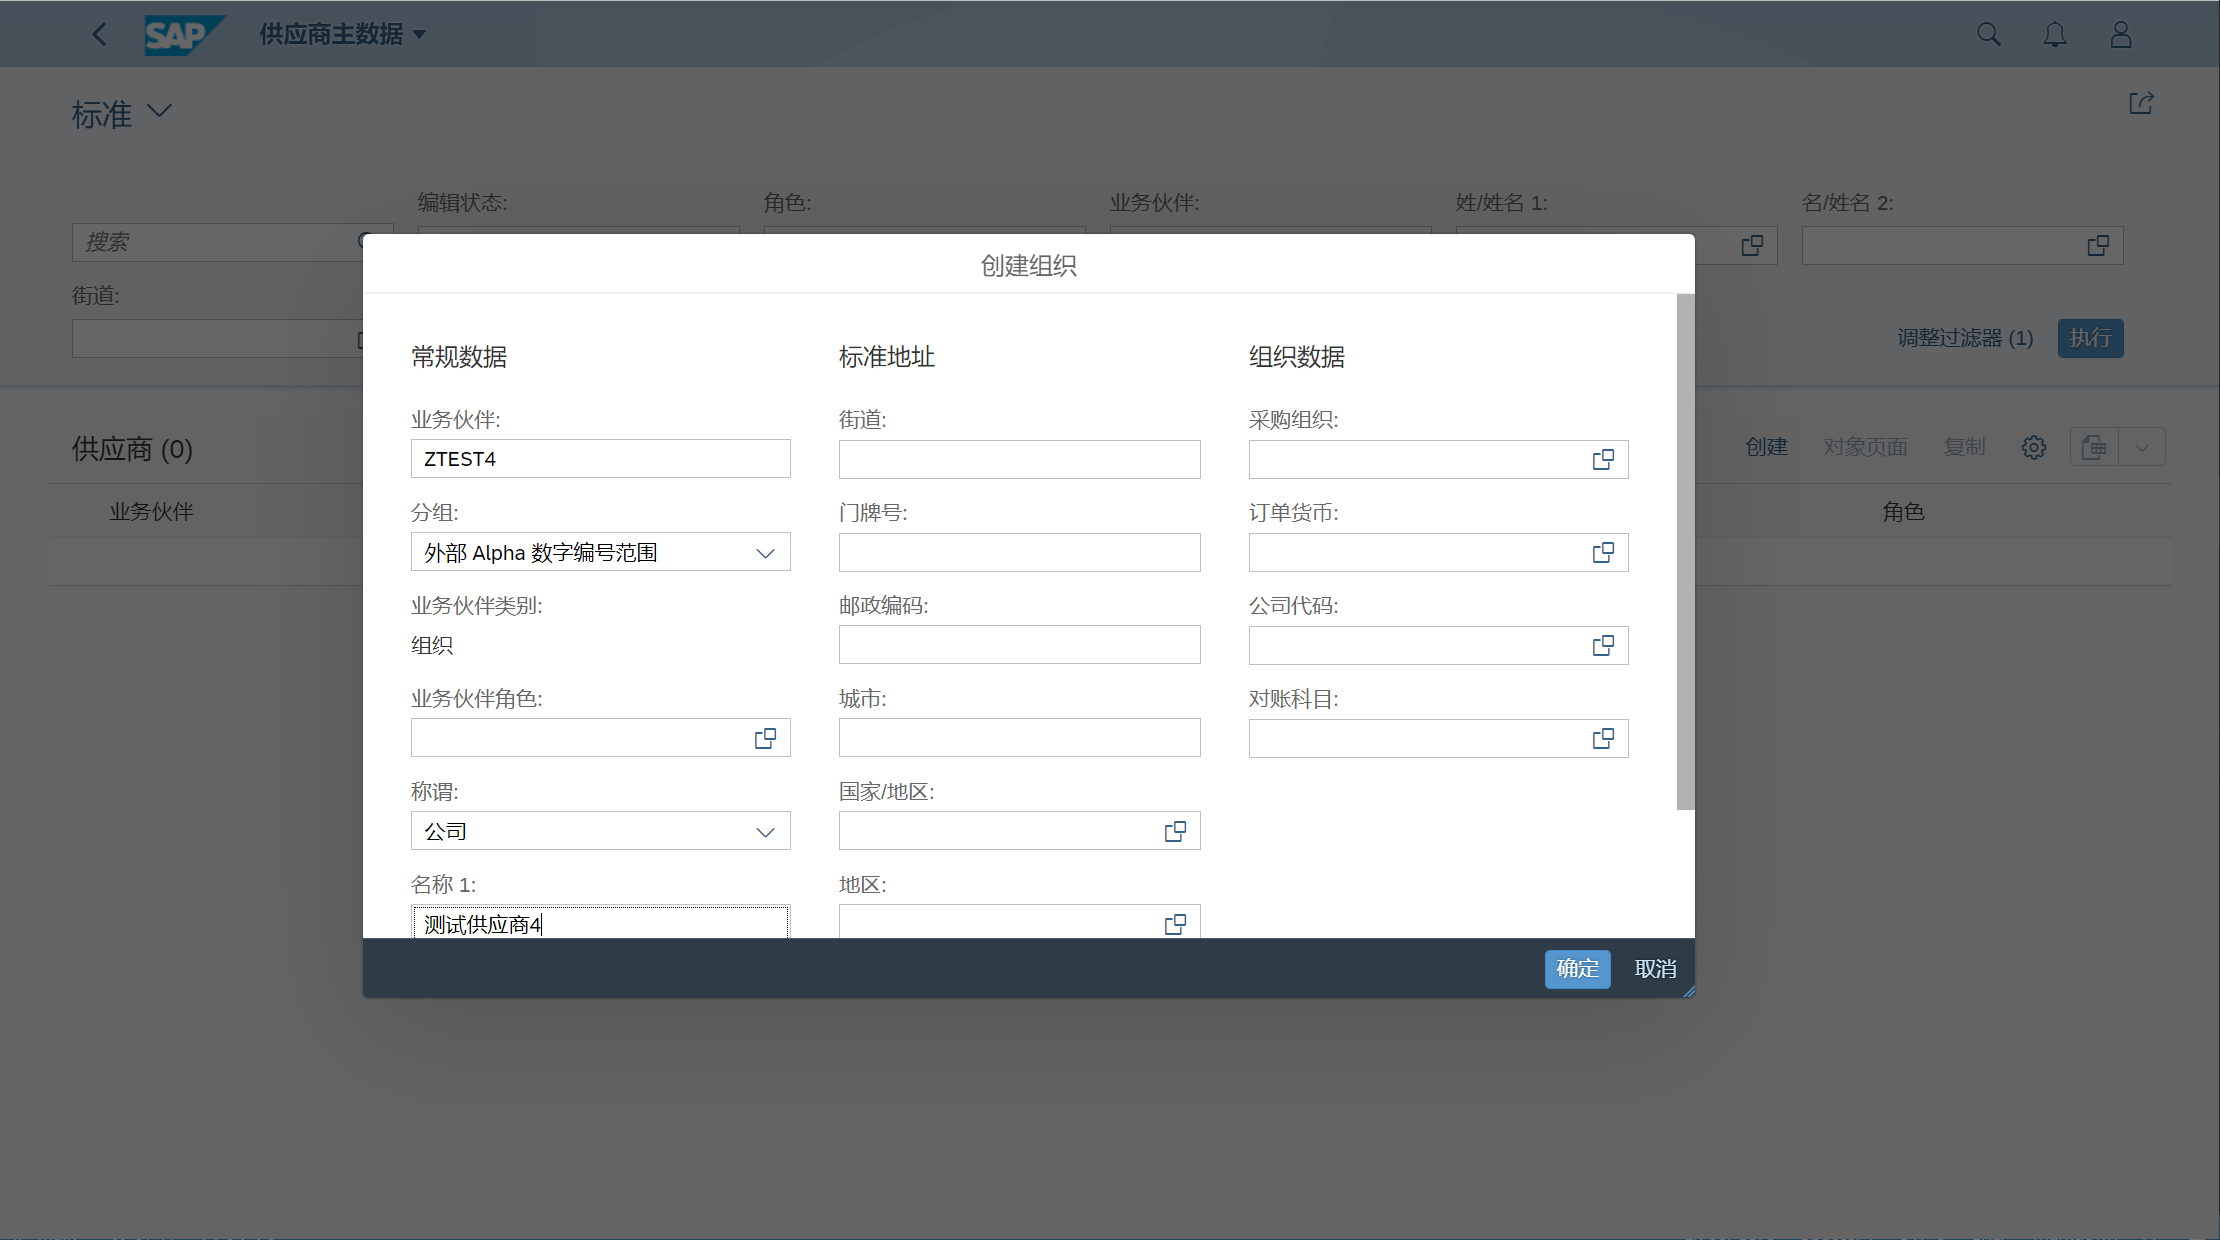 SAP
供应商主数据
标准
编辑状态:
角色:
业务伙伴:
姓/姓名 1:
名/姓名 2:
搜索
街道:
调整过滤器 (1)
执行
供应商 (0)
创建
对象页面
复制
业务伙伴
角色
创建组织
常规数据
业务伙伴:
ZTEST4
分组:
外部 Alpha 数字编号范围
业务伙伴类别:
组织
业务伙伴角色:
称谓:
公司
名称 1:
测试供应商4
标准地址
街道:
门牌号:
邮政编码:
城市:
国家/地区:
地区:
组织数据
采购组织:
订单货币:
公司代码:
对账科目:
确定
取消